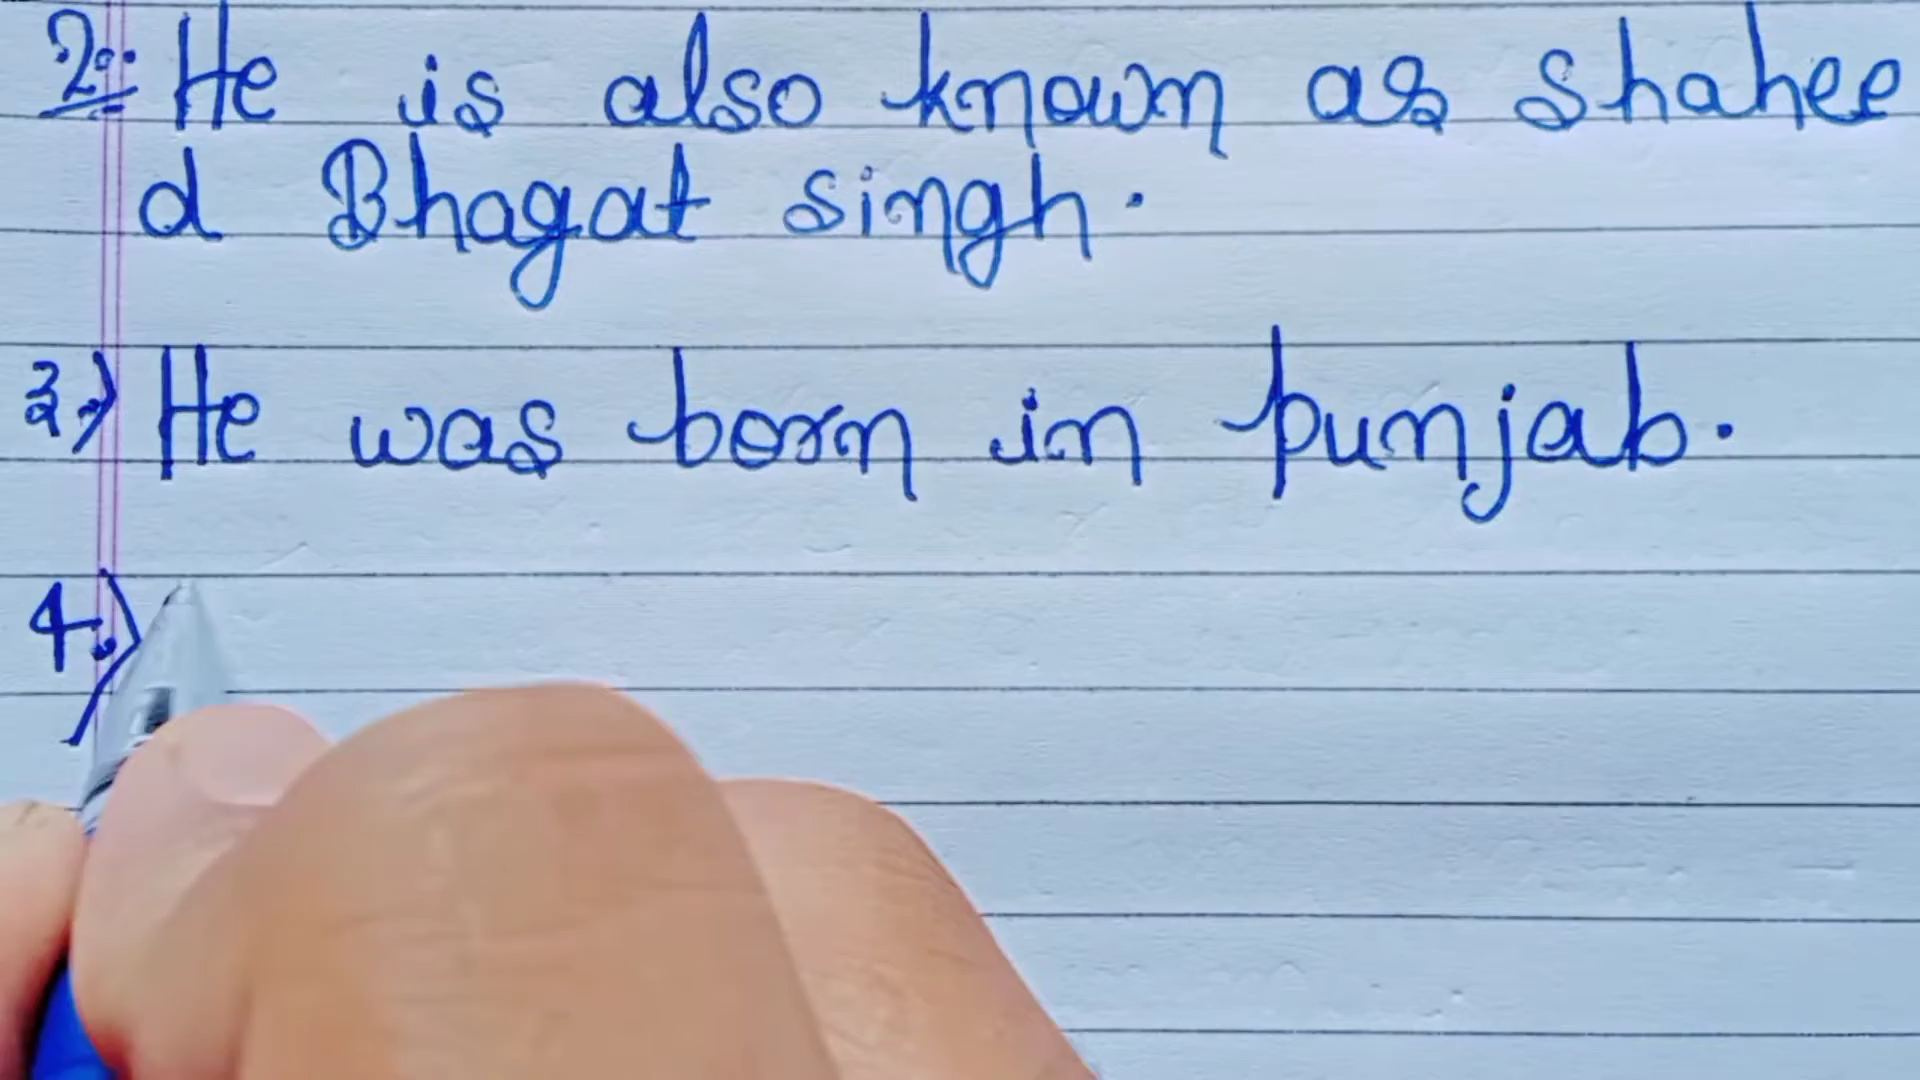 2:- He is also known as shahee
d Bhagat singh.
3.) He was born in punjab.
4.)